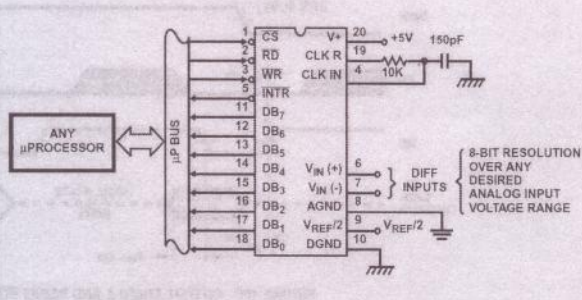 1 CS V+ 20 +5V 150pF
2 RD CLK R 19 10K
3 WR CLK IN 4
5 INTR
11 DB7
12 DB6
13 DB5 VIN (+) 6
14 DB4 VIN (-) 7
15 DB3 AGND 8
16 DB2 VREF/2 9 VREF/2
17 DB1 DGND 10
18 DB0
ANY
µPROCESSOR
µP BUS
DIFF
INPUTS
8-BIT RESOLUTION
OVER ANY
DESIRED
ANALOG INPUT
VOLTAGE RANGE